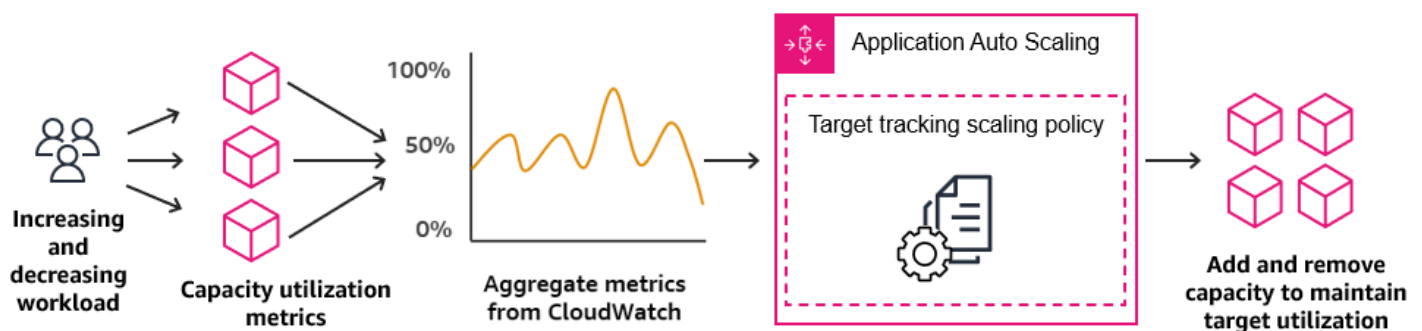 Increasing
and
decreasing
workload
Capacity utilization
metrics
100%
50%
0%
Aggregate metrics
from CloudWatch
Application Auto Scaling
Target tracking scaling policy
Add and remove
capacity to maintain
target utilization